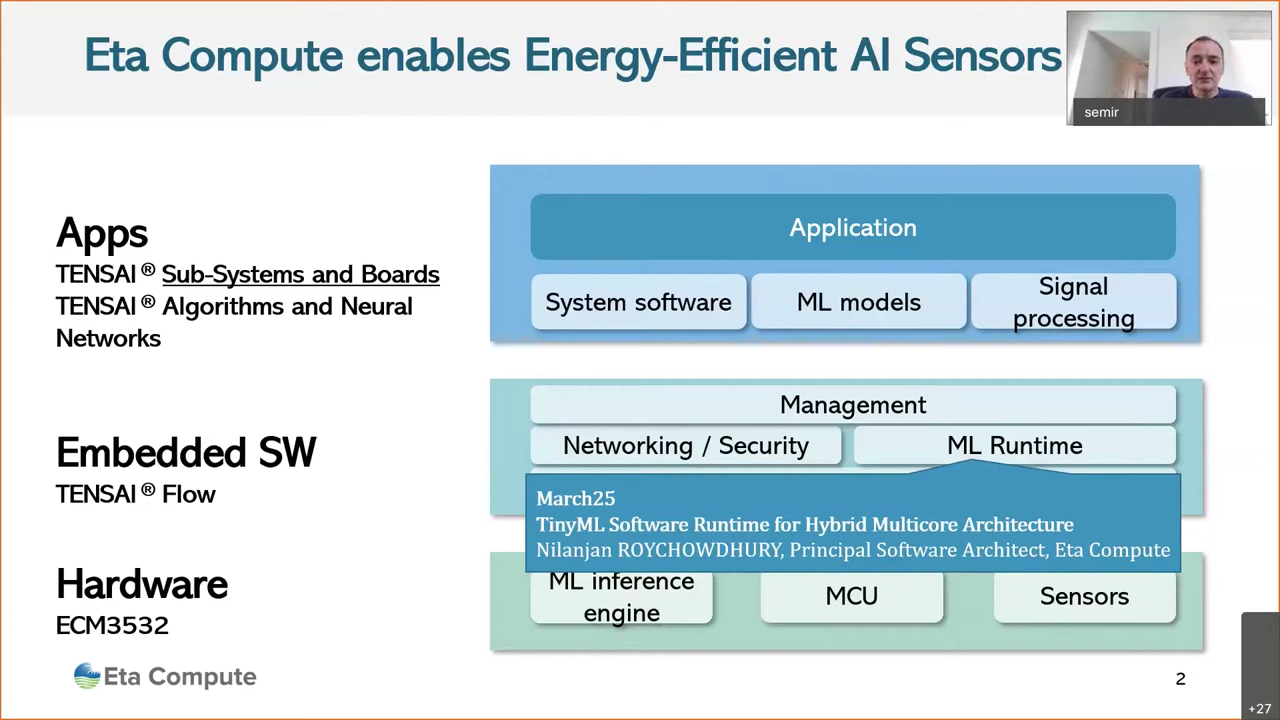 Eta Compute enables Energy-Efficient AI Sensors
semir
Apps
TENSAI® Sub-Systems and Boards
TENSAI® Algorithms and Neural
Networks
Application
System software
ML models
Signal
processing
Embedded SW
TENSAI® Flow
Management
Networking / Security
ML Runtime
March25
TinyML Software Runtime for Hybrid Multicore Architecture
Nilanjan ROYCHOWDHURY, Principal Software Architect, Eta Compute
Hardware
ECM3532
ML inference
engine
MCU
Sensors
Eta Compute
2
+27